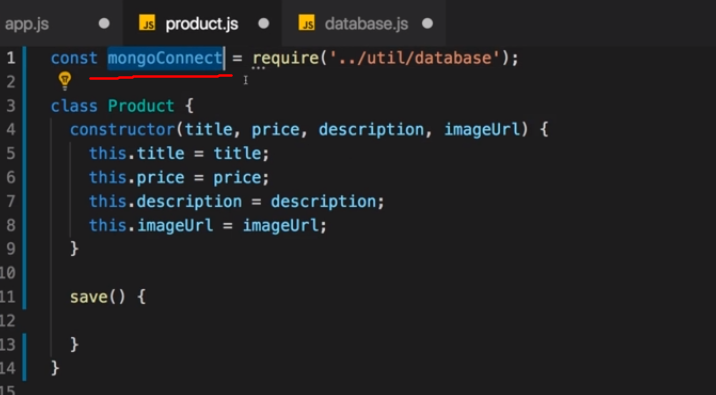 app.js JS product.js JS database.js
1 const mongoConnect = require('../util/database');
2
3 class Product {
4 constructor(title, price, description, imageUrl) {
5 this.title = title;
6 this.price = price;
7 this.description = description;
8 this.imageUrl = imageUrl;
9 }
10
11 save() {
12
13 }
14 }
15